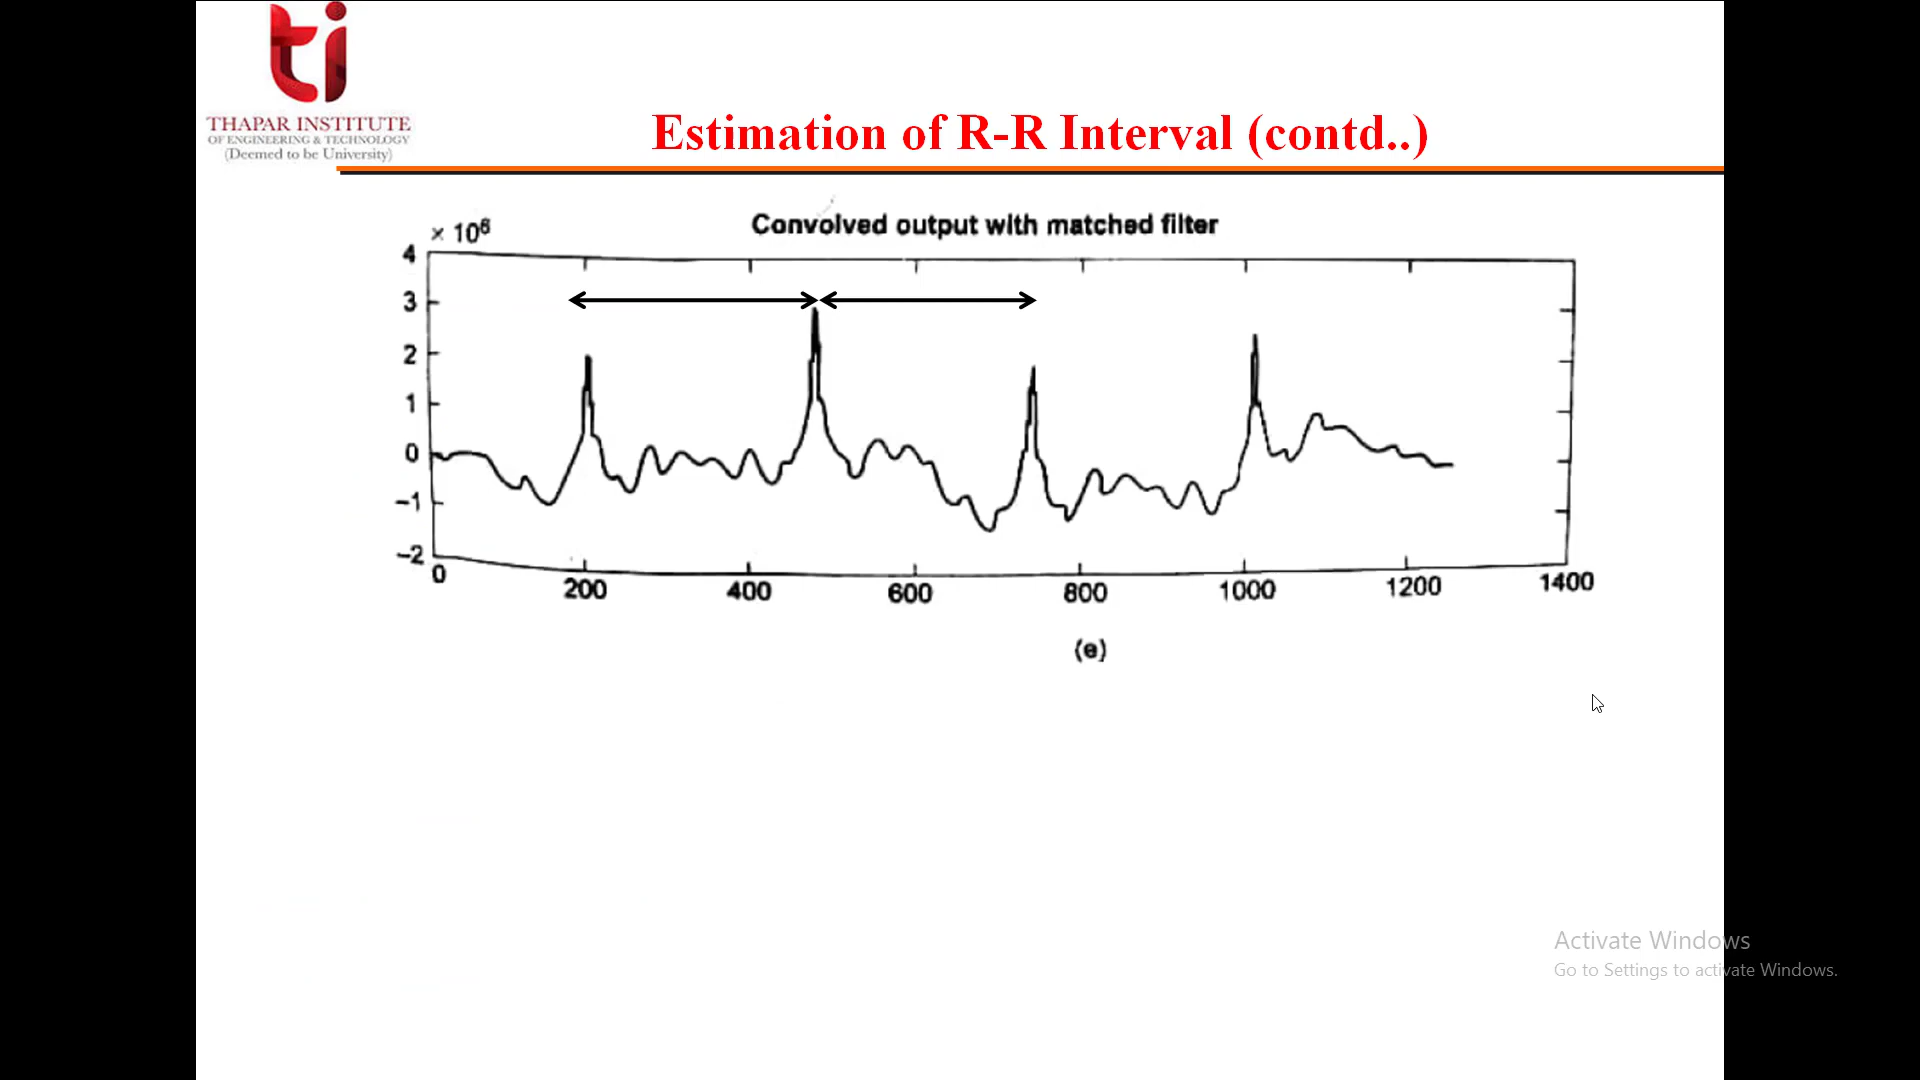 THAPAR INSTITUTE
OF ENGINEERING & TECHNOLOGY
(Deemed to be University)
Estimation of R-R Interval (contd..)
Convolved output with matched filter
× 10⁶
4
3
2
1
0
−1
−2
0 200 400 600 800 1000 1200 1400
(e)
Activate Windows
Go to Settings to activate Windows.